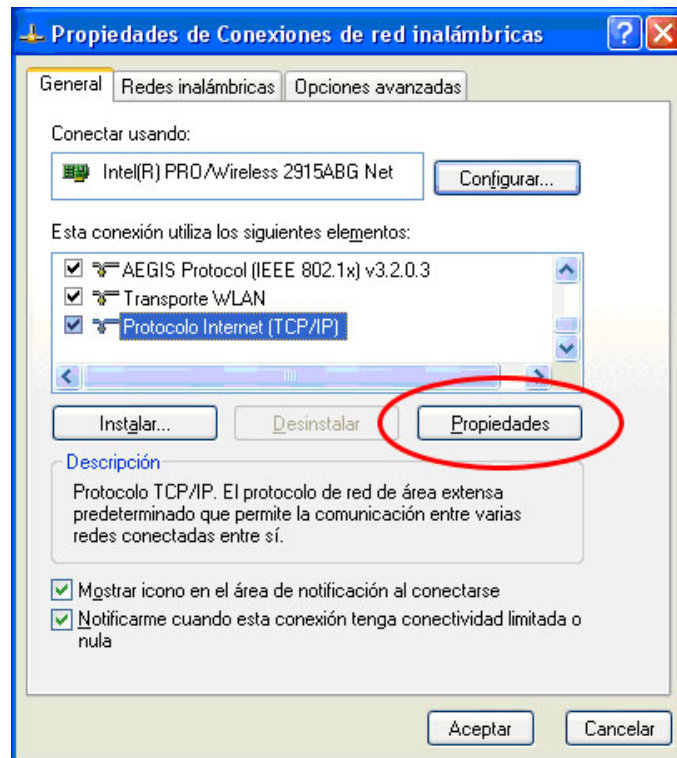 Propiedades de Conexiones de red inalámbricas
General Redes inalámbricas Opciones avanzadas
Conectar usando:
Intel(R) PRO/Wireless 2915ABG Net Configurar...
Esta conexión utiliza los siguientes elementos:
AEGIS Protocol (IEEE 802.1x) v3.2.0.3
Transporte WLAN
Protocolo Internet (TCP/IP)
Instalar... Desinstalar Propiedades
Descripción
Protocolo TCP/IP. El protocolo de red de área extensa
predeterminado que permite la comunicación entre varias
redes conectadas entre sí.
Mostrar icono en el área de notificación al conectarse
Notificarme cuando esta conexión tenga conectividad limitada o
nula
Aceptar Cancelar